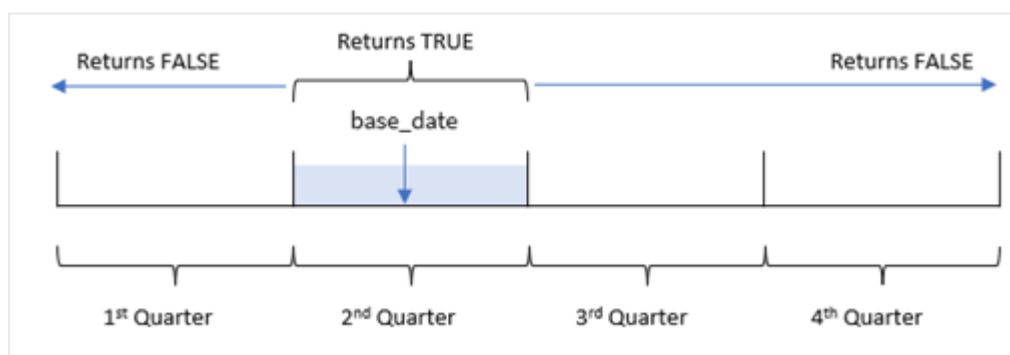 Returns TRUE
Returns FALSE
Returns FALSE
base_date
1st Quarter
2nd Quarter
3rd Quarter
4th Quarter